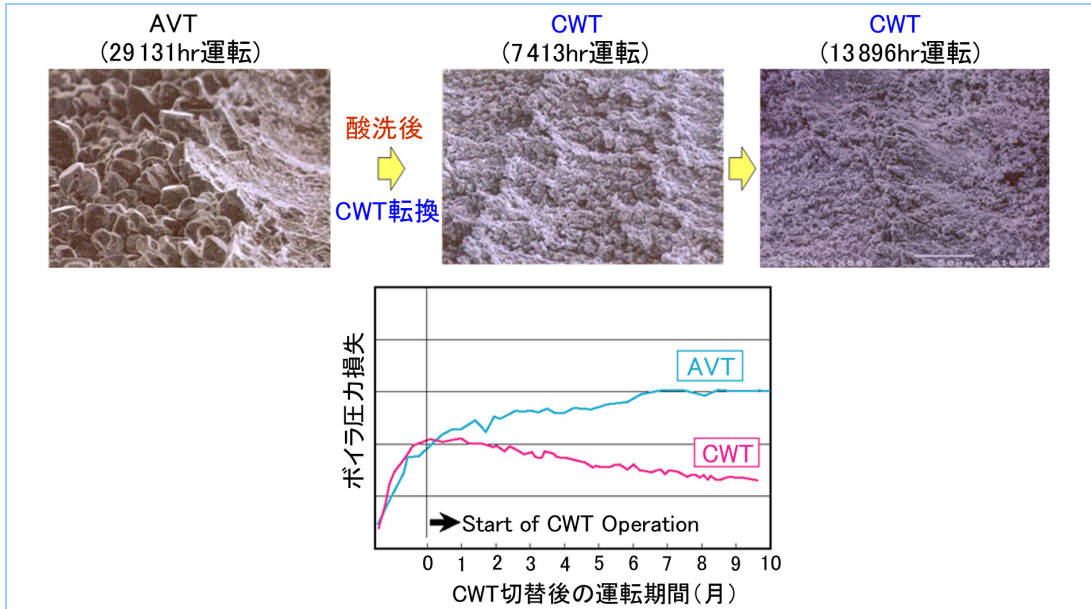 AVT
(29131hr運転)
CWT
(7413hr運転)
CWT
(13896hr運転)
酸洗後
CWT転換
ボイラ圧力損失
AVT
CWT
Start of CWT Operation
0 1 2 3 4 5 6 7 8 9 10
CWT切替後の運転期間(月)